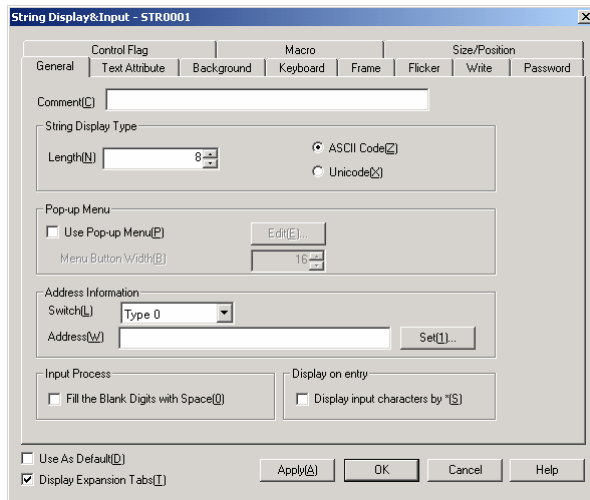 String Display&Input - STR0001
Control Flag Macro Size/Position
General Text Attribute Background Keyboard Frame Flicker Write Password
Comment(C)
String Display Type
Length(N) 8 ASCII Code(Z)
Unicode(X)
Pop-up Menu
Use Pop-up Menu(P) Edit(E)...
Menu Button Width(B) 16
Address Information
Switch(L) Type 0
Address(W) Set(1)...
Input Process Display on entry
Fill the Blank Digits with Space(0) Display input characters by *(S)
Use As Default(D)
Display Expansion Tabs(T) Apply(A) OK Cancel Help